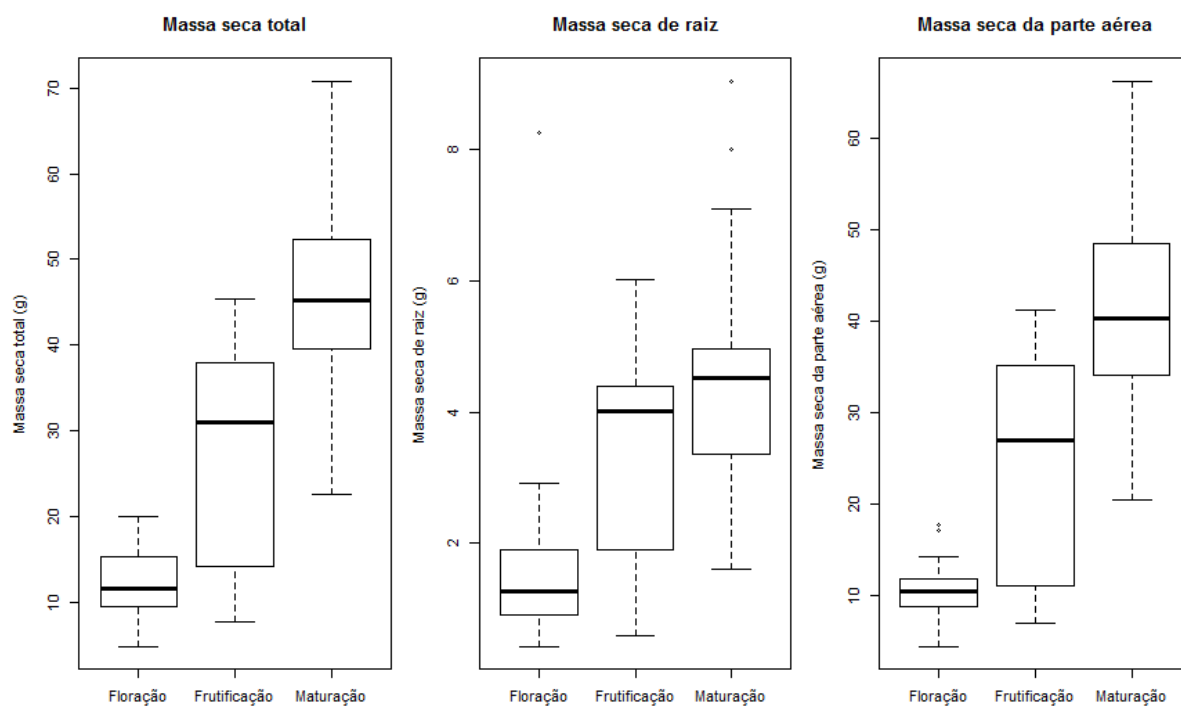 Massa seca total
Massa seca de raiz
Massa seca da parte aérea
Massa seca total (g)
70
60
50
40
30
20
10
Floração Frutificação Maturação
Massa seca de raiz (g)
8
6
4
2
Floração Frutificação Maturação
Massa seca da parte aérea (g)
60
50
40
30
20
10
Floração Frutificação Maturação